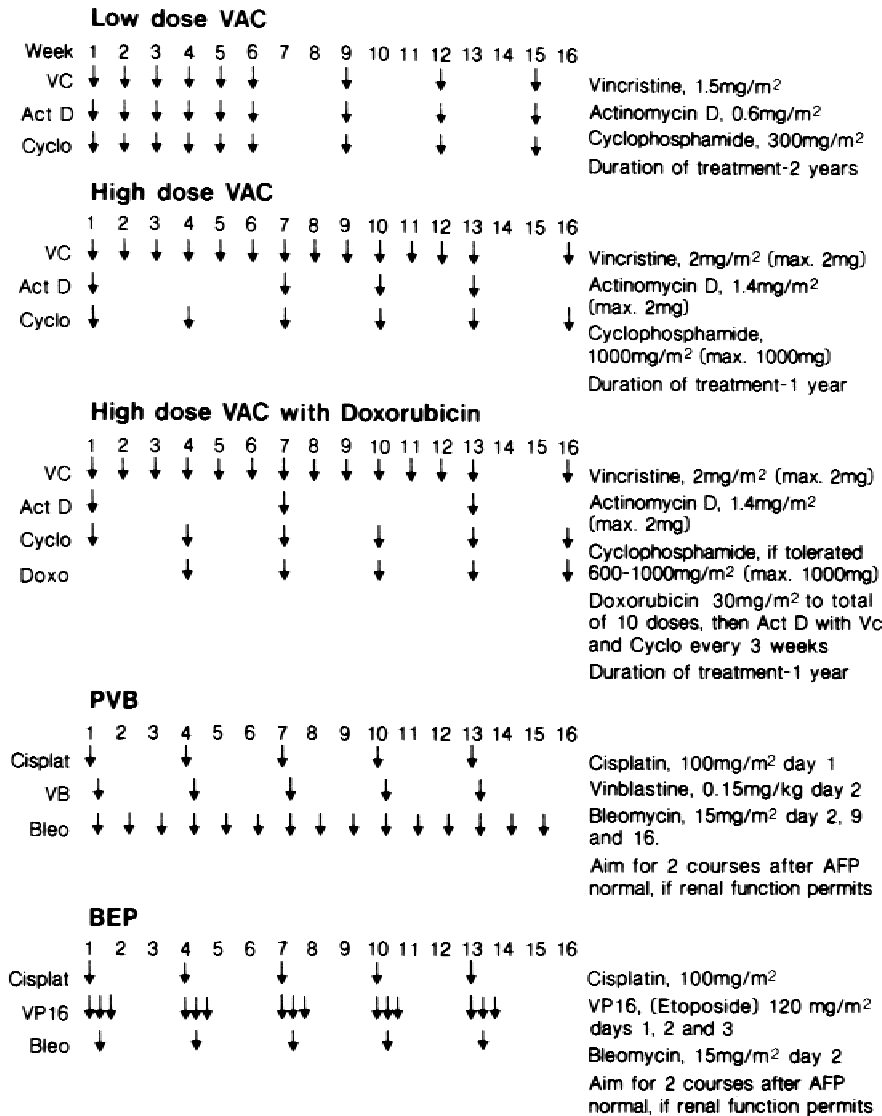 Low dose VAC
Week 1 2 3 4 5 6 7 8 9 10 11 12 13 14 15 16
VC
Vincristine, 1.5mg/m²
Act D
Actinomycin D, 0.6mg/m²
Cyclo
Cyclophosphamide, 300mg/m²
Duration of treatment-2 years
High dose VAC
1 2 3 4 5 6 7 8 9 10 11 12 13 14 15 16
VC
Vincristine, 2mg/m² (max. 2mg)
Act D
Actinomycin D, 1.4mg/m²
(max. 2mg)
Cyclo
Cyclophosphamide,
1000mg/m² (max. 1000mg)
Duration of treatment-1 year
High dose VAC with Doxorubicin
1 2 3 4 5 6 7 8 9 10 11 12 13 14 15 16
VC
Vincristine, 2mg/m² (max. 2mg)
Act D
Actinomycin D, 1.4mg/m²
(max. 2mg)
Cyclo
Cyclophosphamide, if tolerated
600-1000mg/m² (max. 1000mg)
Doxo
Doxorubicin 30mg/m² to total
of 10 doses, then Act D with Vc
and Cyclo every 3 weeks
Duration of treatment-1 year
PVB
1 2 3 4 5 6 7 8 9 10 11 12 13 14 15 16
Cisplat
Cisplatin, 100mg/m² day 1
VB
Vinblastine, 0.15mg/kg day 2
Bleo
Bleomycin, 15mg/m² day 2, 9
and 16.
Aim for 2 courses after AFP
normal, if renal function permits
BEP
1 2 3 4 5 6 7 8 9 10 11 12 13 14 15 16
Cisplat
Cisplatin, 100mg/m²
VP16
VP16, (Etoposide) 120 mg/m²
days 1, 2 and 3
Bleo
Bleomycin, 15mg/m² day 2
Aim for 2 courses after AFP
normal, if renal function permits